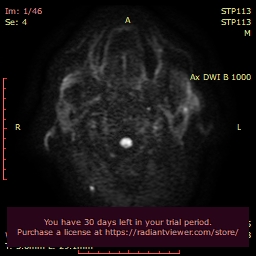 Im: 1/46
Se: 4
A
STP113
STP113
M
Ax DWI B 1000
R
L
You have 30 days left in your trial period.
Purchase a license at https://radiantviewer.com/store/